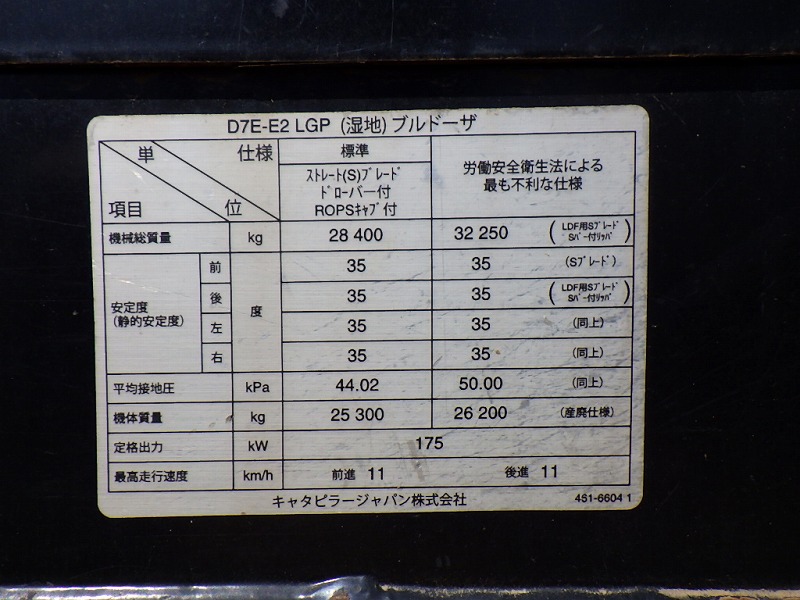 D7E-E2 LGP (湿地) ブルドーザ
単 仕様 標準 労働安全衛生法による
最も不利な仕様
ｽﾄﾚｰﾄ(S)ﾌﾞﾚｰﾄﾞ
ﾄﾞﾛｰﾊﾞｰ付
項目 位 ROPSｷｬﾌﾞ付
機械総質量 kg 28 400 32 250 (LDF用Sﾌﾞﾚｰﾄﾞ
Sﾊﾞｰ付ﾘｯﾊﾟ)
安定度
(静的安定度) 度
前 35 35 (Sﾌﾞﾚｰﾄﾞ)
後 35 35 (LDF用Sﾌﾞﾚｰﾄﾞ
Sﾊﾞｰ付ﾘｯﾊﾟ)
左 35 35 (同上)
右 35 35 (同上)
平均接地圧 kPa 44.02 50.00 (同上)
機体質量 kg 25 300 26 200 (産廃仕様)
定格出力 kW 175
最高走行速度 km/h 前進 11 後進 11
キャタピラージャパン株式会社 4S1-6604 1